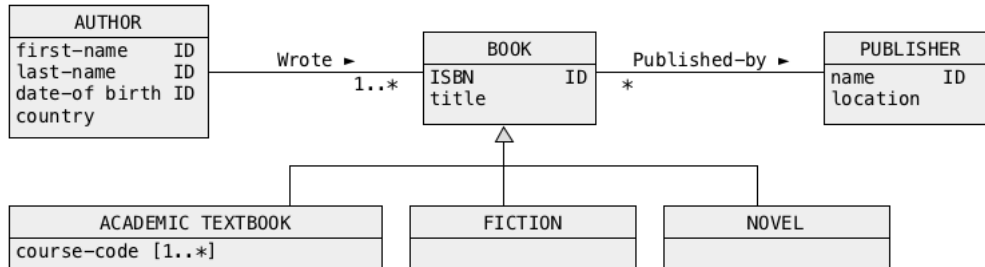 AUTHOR
first-name ID
last-name ID
date-of birth ID
country
Wrote ►
1..*
BOOK
ISBN ID
title
Published-by ►
*
PUBLISHER
name ID
location
ACADEMIC TEXTBOOK
course-code [1..*]
FICTION
NOVEL